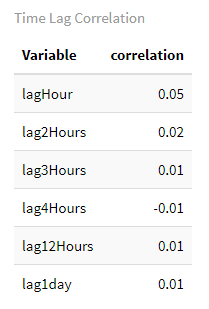 Time Lag Correlation
Variable correlation
lagHour 0.05
lag2Hours 0.02
lag3Hours 0.01
lag4Hours -0.01
lag12Hours 0.01
lag1day 0.01